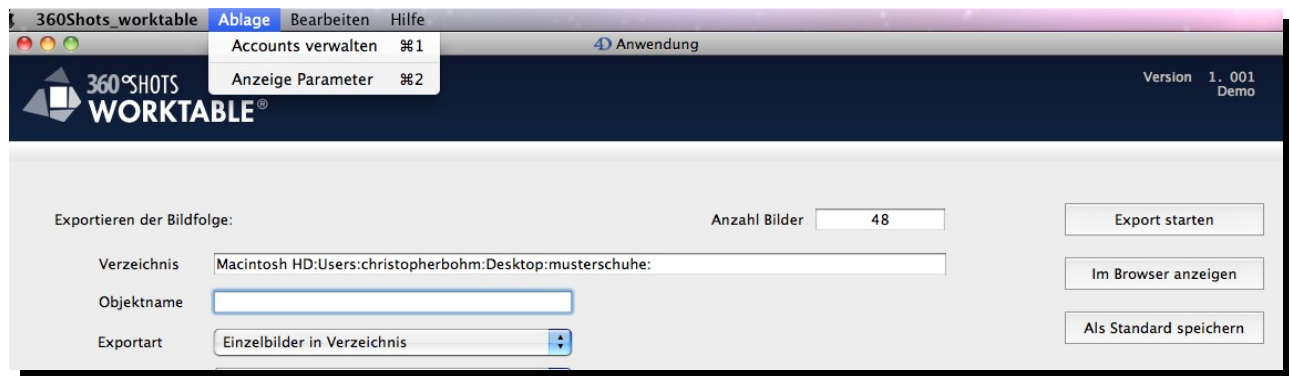 360Shots_worktable Ablage Bearbeiten Hilfe
Accounts verwalten ⌘1
Anzeige Parameter ⌘2
4D Anwendung
360°SHOTS
WORKTABLE®
Version 1. 001
Demo
Exportieren der Bildfolge:
Anzahl Bilder 48
Export starten
Verzeichnis Macintosh HD:Users:christopherbohm:Desktop:musterschuhe:
Im Browser anzeigen
Objektname
Als Standard speichern
Exportart Einzelbilder in Verzeichnis